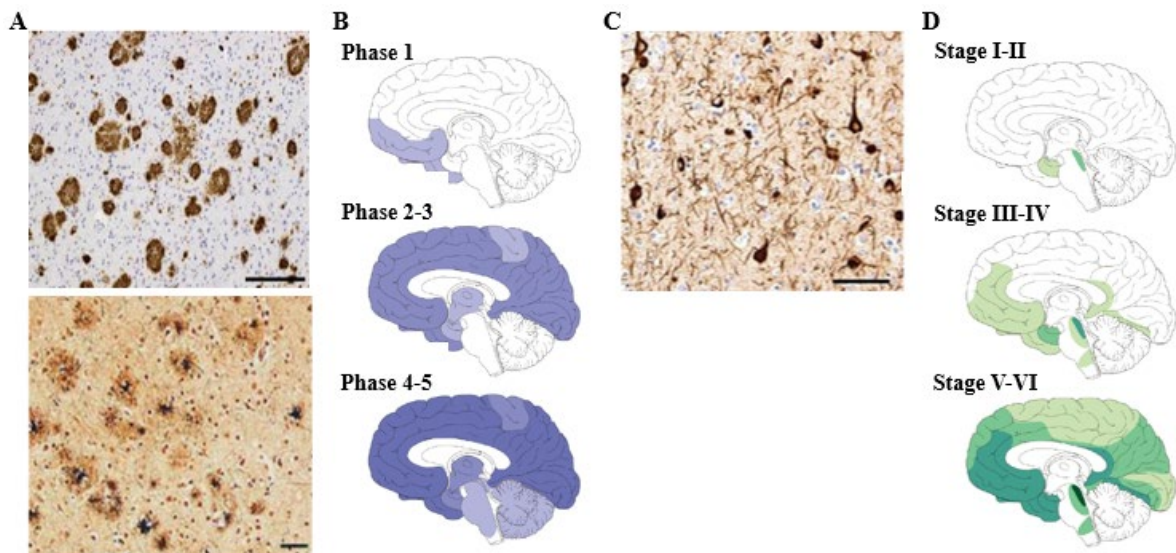 A
B
Phase 1
Phase 2-3
Phase 4-5
C
D
Stage I-II
Stage III-IV
Stage V-VI